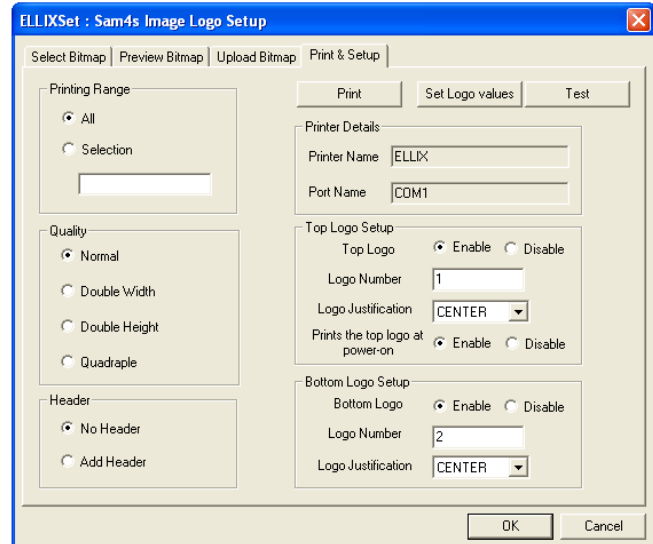 ELLIXSet : Sam4s Image Logo Setup
Select Bitmap
Preview Bitmap
Upload Bitmap
Print & Setup
Printing Range
All
Selection
Quality
Normal
Double Width
Double Height
Quadraple
Header
No Header
Add Header
Print
Set Logo values
Test
Printer Details
Printer Name
ELLIX
Port Name
COM1
Top Logo Setup
Top Logo
Enable
Disable
Logo Number
1
Logo Justification
CENTER
Prints the top logo at
power-on
Enable
Disable
Bottom Logo Setup
Bottom Logo
Enable
Disable
Logo Number
2
Logo Justification
CENTER
OK
Cancel